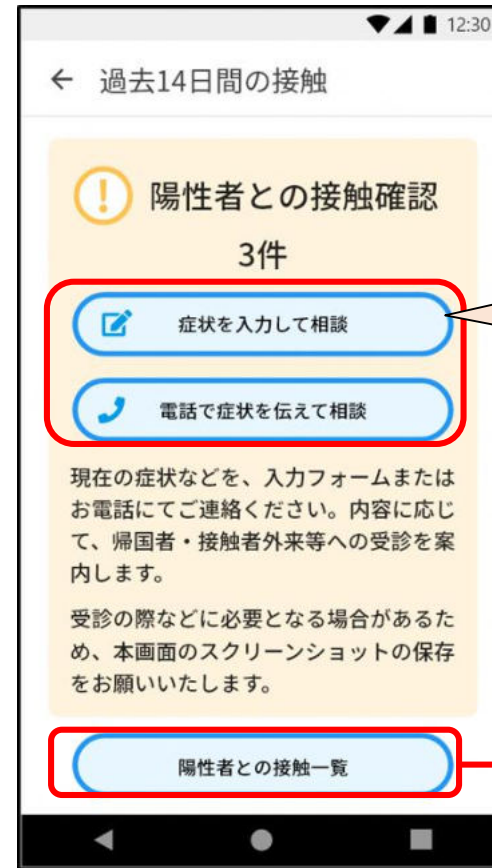 12:30
過去14日間の接触
陽性者との接触確認
3件
症状を入力して相談
電話で症状を伝えて相談
現在の症状などを、入力フォームまたは
お電話にてご連絡ください。内容に応じ
て、帰国者・接触者外来等への受診を案
内します。
受診の際などに必要となる場合があるた
め、本画面のスクリーンショットの保存
をお願いいたします。
陽性者との接触一覧